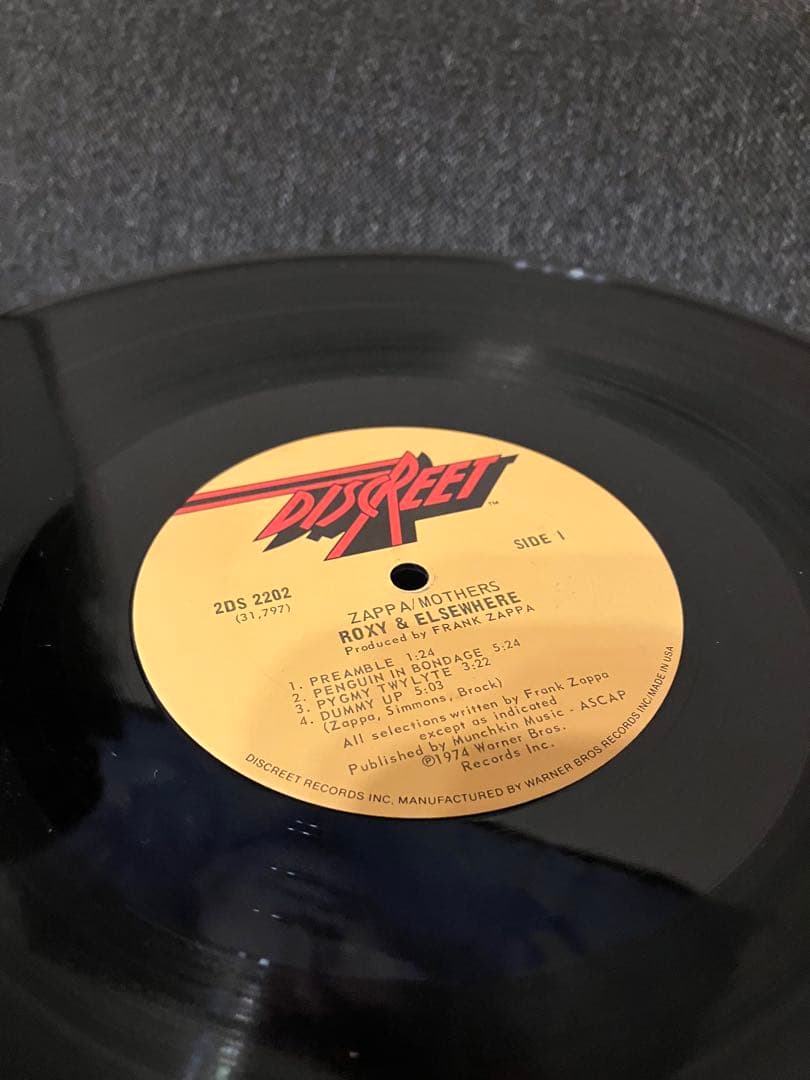 DISCREET™
SIDE 1
2DS 2202
(31,797)
ZAPPA/MOTHERS
ROXY & ELSEWHERE
Produced by FRANK ZAPPA
1. PREAMBLE 1:24
2. PENGUIN IN BONDAGE 5:24
3. PYGMY TWYLYTE 3:22
4. DUMMY UP 5:03
(Zappa, Simmons, Brock)
All selections written by Frank Zappa
except as indicated
Published by Munchkin Music - ASCAP
℗1974 Warner Bros.
Records Inc.
DISCREET RECORDS INC. MANUFACTURED BY WARNER BROS RECORDS INC/MADE IN USA